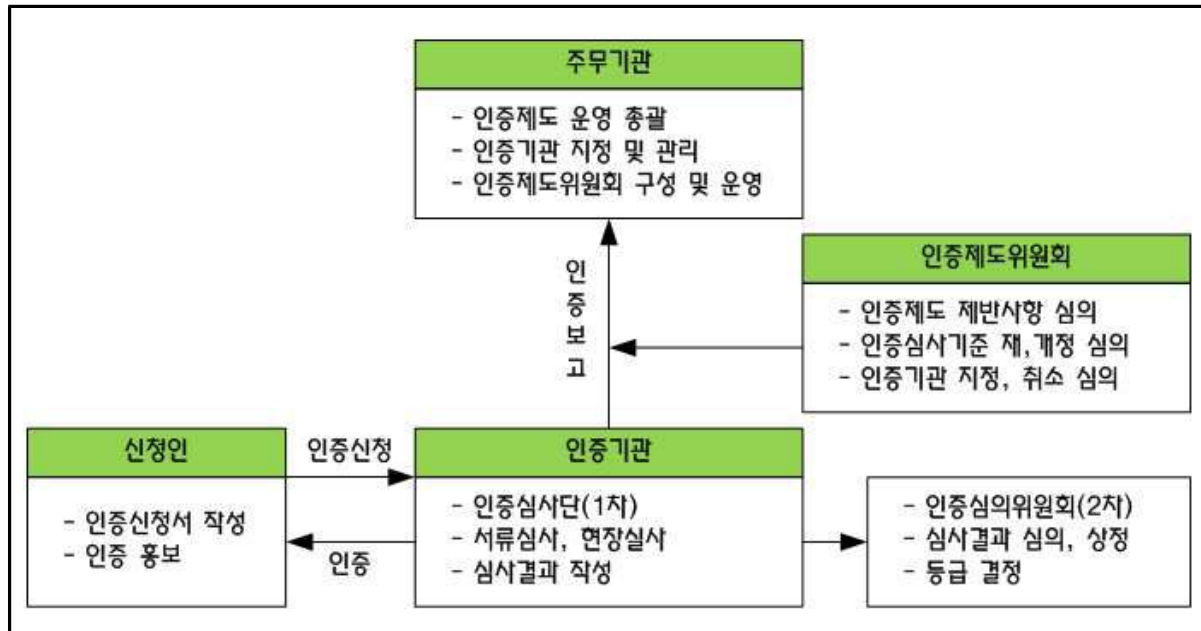 주무기관
- 인증제도 운영 총괄
- 인증기관 지정 및 관리
- 인증제도위원회 구성 및 운영
인증보고
인증제도위원회
- 인증제도 제반사항 심의
- 인증심사기준 재,개정 심의
- 인증기관 지정, 취소 심의
신청인
- 인증신청서 작성
- 인증 홍보
인증신청
인증
인증기관
- 인증심사단(1차)
- 서류심사, 현장실사
- 심사결과 작성
- 인증심의위원회(2차)
- 심사결과 심의, 상정
- 등급 결정